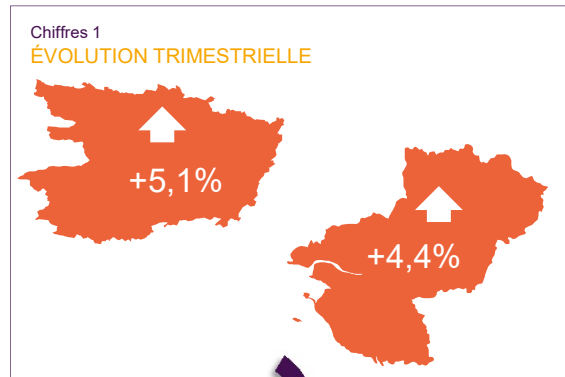 Chiffres 1
ÉVOLUTION TRIMESTRIELLE
+5,1%
+4,4%